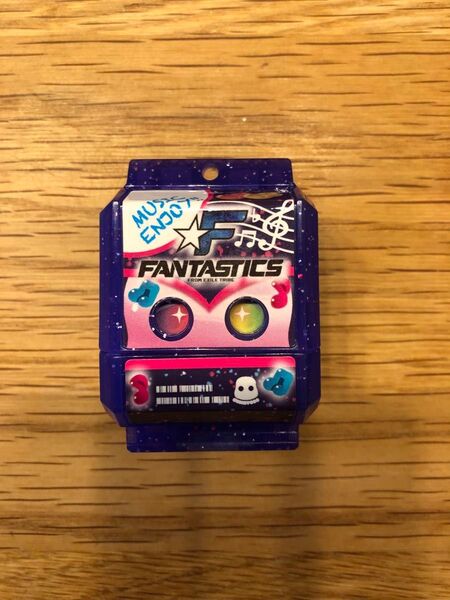 MUSIC
ENJOY
F
FANTASTICS
FROM EXILE TRIBE